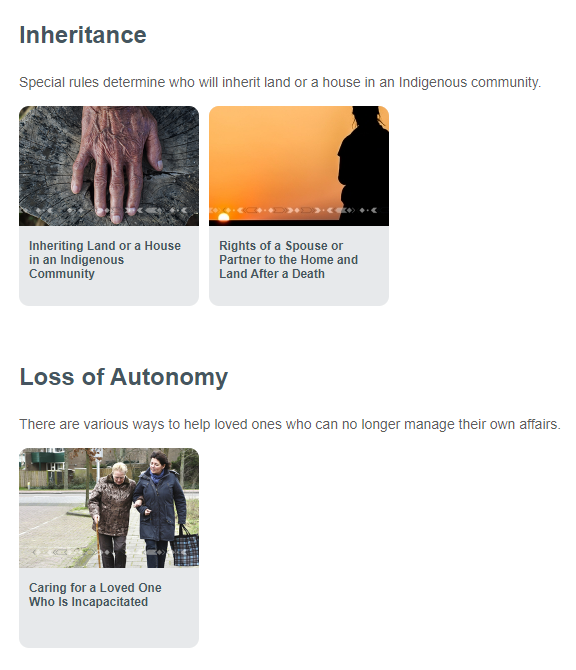 Inheritance
Special rules determine who will inherit land or a house in an Indigenous community.
Inheriting Land or a House
in an Indigenous
Community
Rights of a Spouse or
Partner to the Home and
Land After a Death
Loss of Autonomy
There are various ways to help loved ones who can no longer manage their own affairs.
Caring for a Loved One
Who Is Incapacitated